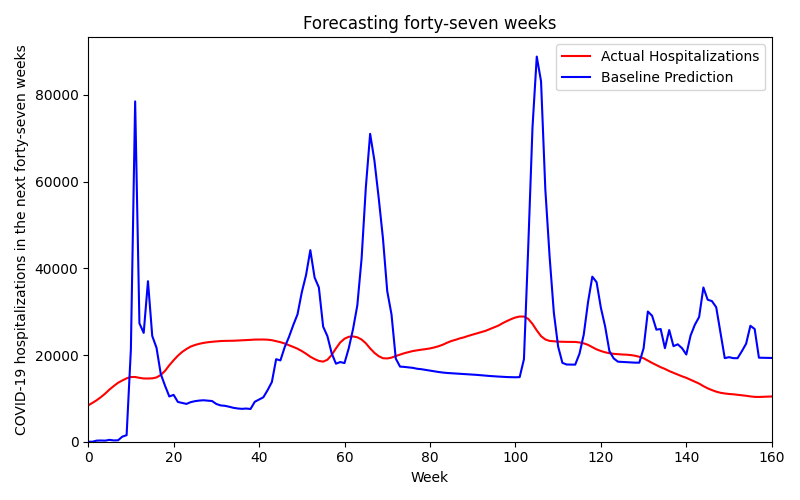 Forecasting forty-seven weeks
COVID-19 hospitalizations in the next forty-seven weeks
Actual Hospitalizations
Baseline Prediction
80000
60000
40000
20000
0
0 20 40 60 80 100 120 140 160
Week